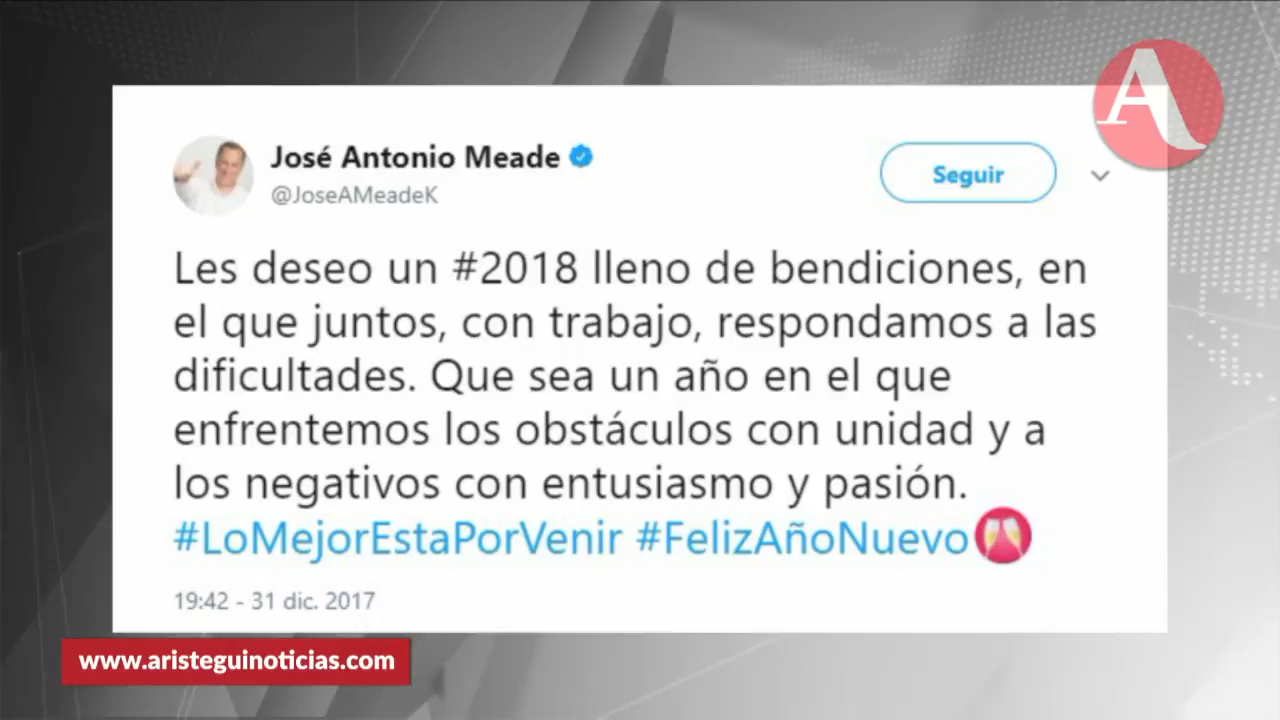 A
José Antonio Meade
@JoseAMeadeK
Seguir
Les deseo un #2018 lleno de bendiciones, en
el que juntos, con trabajo, respondamos a las
dificultades. Que sea un año en el que
enfrentemos los obstáculos con unidad y a
los negativos con entusiasmo y pasión.
#LoMejorEstaPorVenir #FelizAñoNuevo
19:42 - 31 dic. 2017
www.aristeguinoticias.com